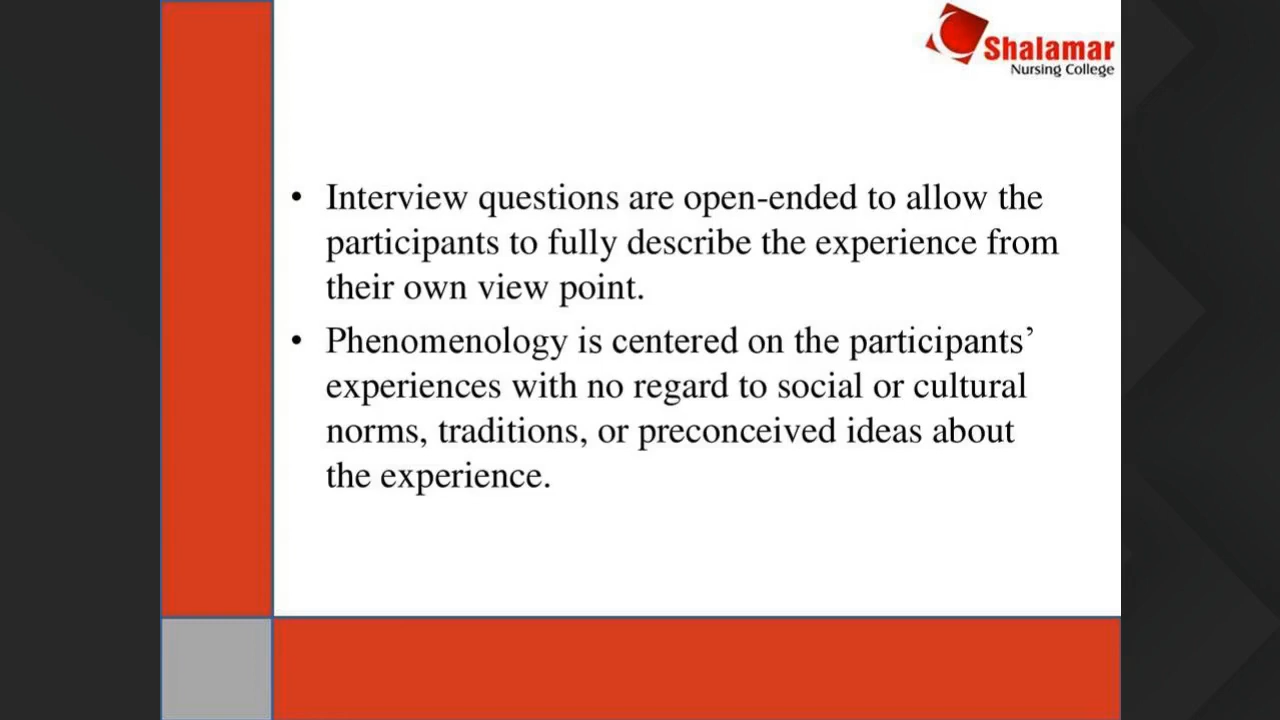 Shalamar
Nursing College
• Interview questions are open-ended to allow the
participants to fully describe the experience from
their own view point.
• Phenomenology is centered on the participants’
experiences with no regard to social or cultural
norms, traditions, or preconceived ideas about
the experience.